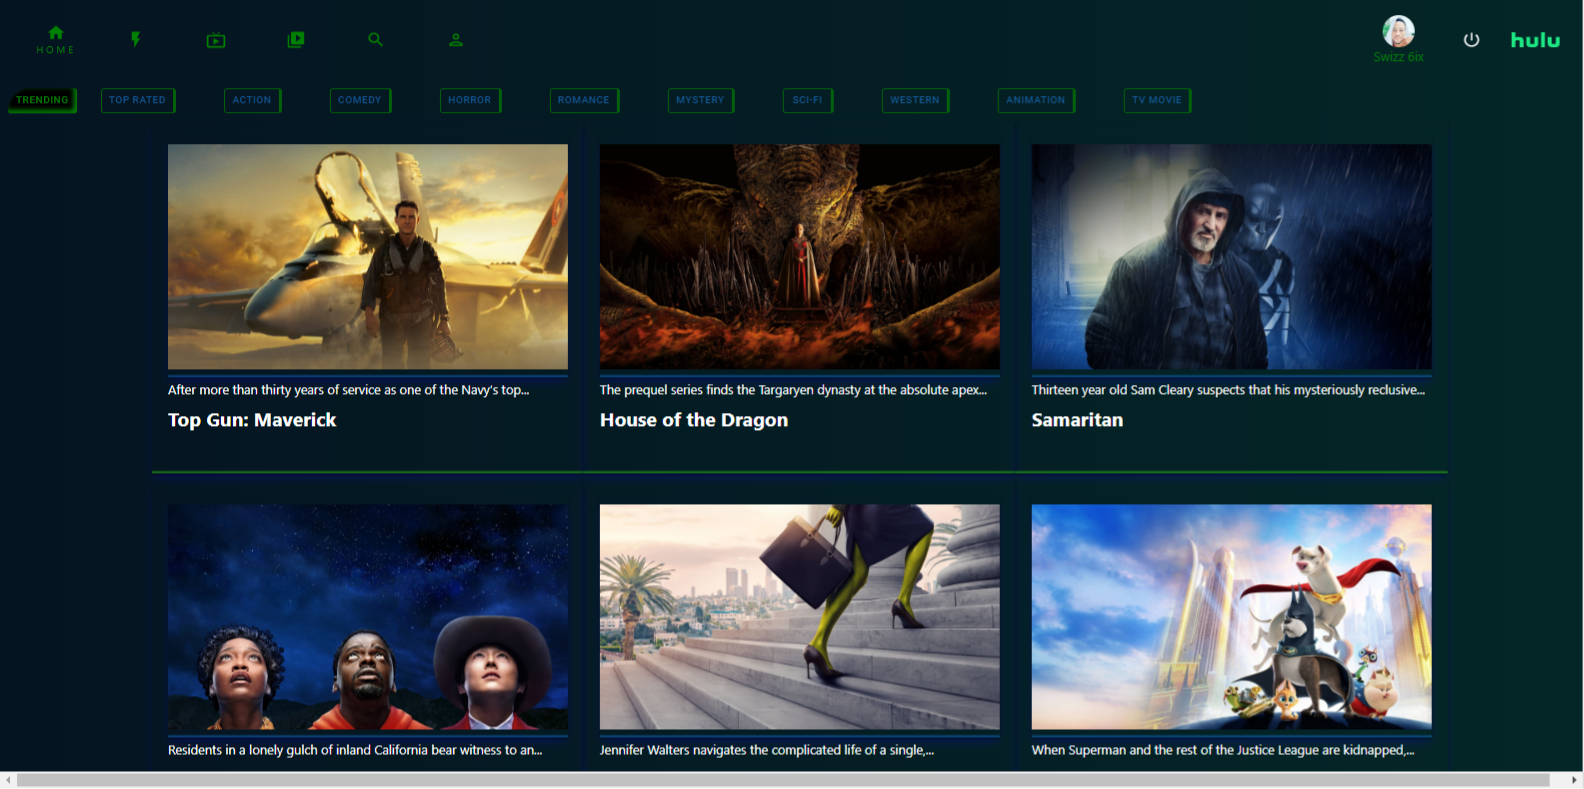 HOME
Swizz 6ix
hulu
TRENDING
TOP RATED
ACTION
COMEDY
HORROR
ROMANCE
MYSTERY
SCI-FI
WESTERN
ANIMATION
TV MOVIE
After more than thirty years of service as one of the Navy's top...
Top Gun: Maverick
The prequel series finds the Targaryen dynasty at the absolute apex...
House of the Dragon
Thirteen year old Sam Cleary suspects that his mysteriously reclusive...
Samaritan
Residents in a lonely gulch of inland California bear witness to an...
Jennifer Walters navigates the complicated life of a single,...
When Superman and the rest of the Justice League are kidnapped,...